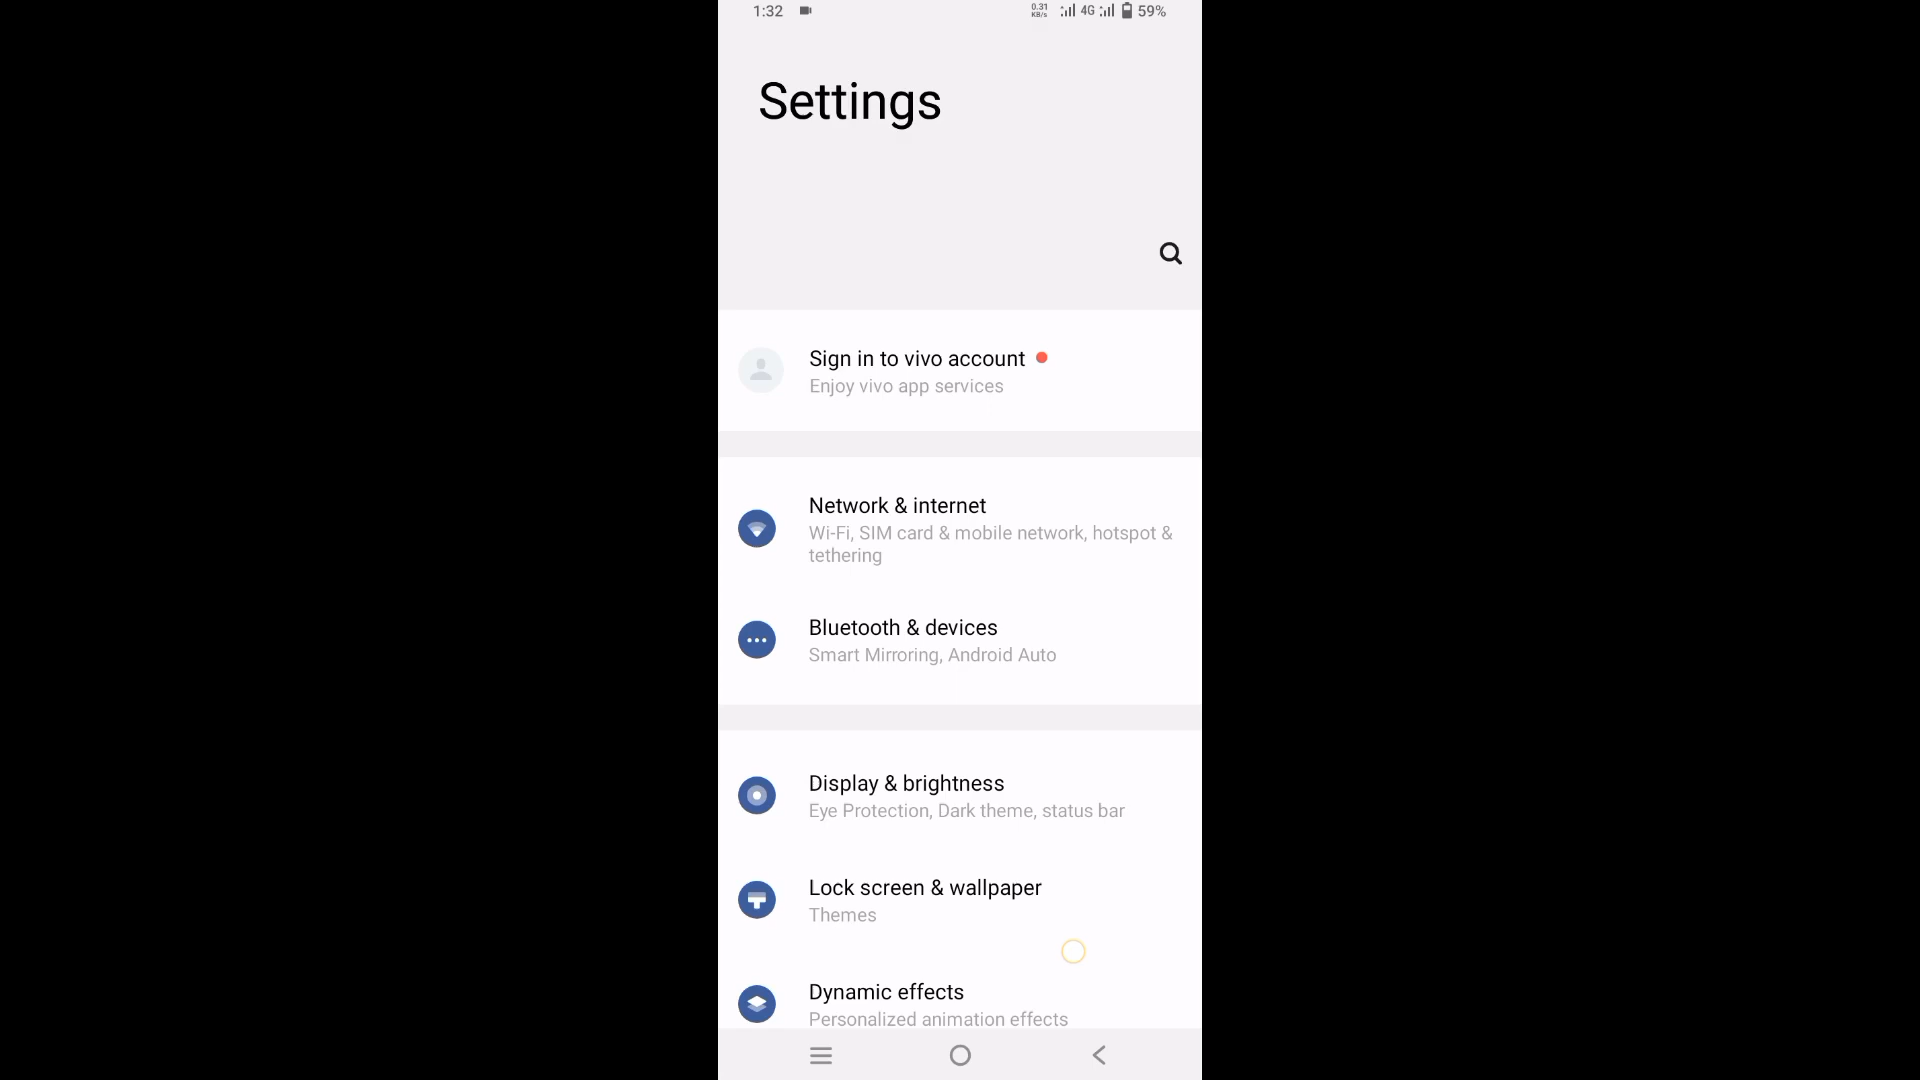 1:32
0.31
KB/s
4G
59%
Settings
Sign in to vivo account
Enjoy vivo app services
Network & internet
Wi-Fi, SIM card & mobile network, hotspot &
tethering
Bluetooth & devices
Smart Mirroring, Android Auto
Display & brightness
Eye Protection, Dark theme, status bar
Lock screen & wallpaper
Themes
Dynamic effects
Personalized animation effects